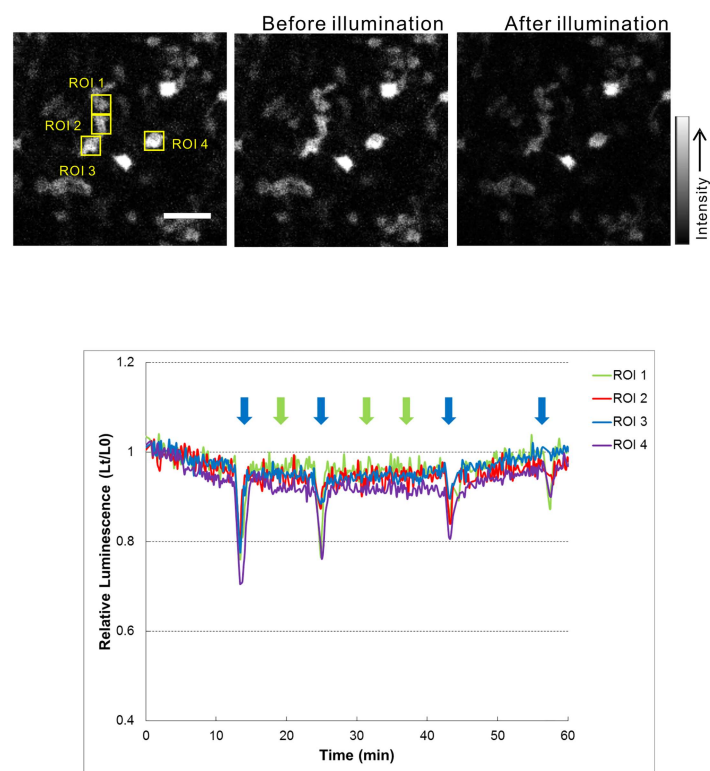 Before illumination
After illumination
ROI 1
ROI 2
ROI 3
ROI 4
Intensity
1.2
1
0.8
0.6
0.4
0
10
20
30
40
50
60
Relative Luminescence (Lt/L0)
Time (min)
ROI 1
ROI 2
ROI 3
ROI 4